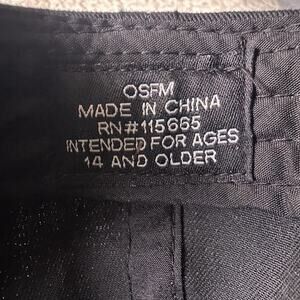 OSFM
MADE IN CHINA
RN#115665
INTENDED FOR AGES
14 AND OLDER